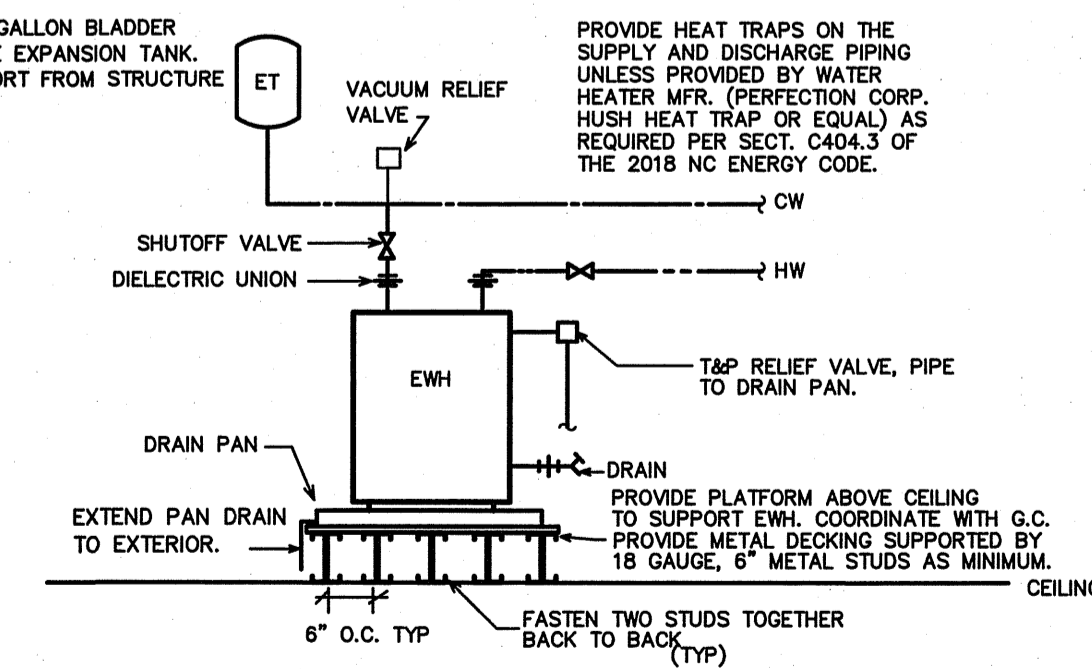 GALLON BLADDER
EXPANSION TANK.
FROM STRUCTURE
ET
VACUUM RELIEF
VALVE
PROVIDE HEAT TRAPS ON THE
SUPPLY AND DISCHARGE PIPING
UNLESS PROVIDED BY WATER
HEATER MFR. (PERFECTION CORP.
HUSH HEAT TRAP OR EQUAL) AS
REQUIRED PER SECT. C404.3 OF
THE 2018 NC ENERGY CODE.
CW
SHUTOFF VALVE
DIELECTRIC UNION
HW
EWH
T&P RELIEF VALVE, PIPE
TO DRAIN PAN.
DRAIN PAN
DRAIN
EXTEND PAN DRAIN
TO EXTERIOR.
PROVIDE PLATFORM ABOVE CEILING
TO SUPPORT EWH. COORDINATE WITH G.C.
PROVIDE METAL DECKING SUPPORTED BY
18 GAUGE, 6" METAL STUDS AS MINIMUM.
CEILING
6" O.C. TYP
FASTEN TWO STUDS TOGETHER
BACK TO BACK
(TYP)